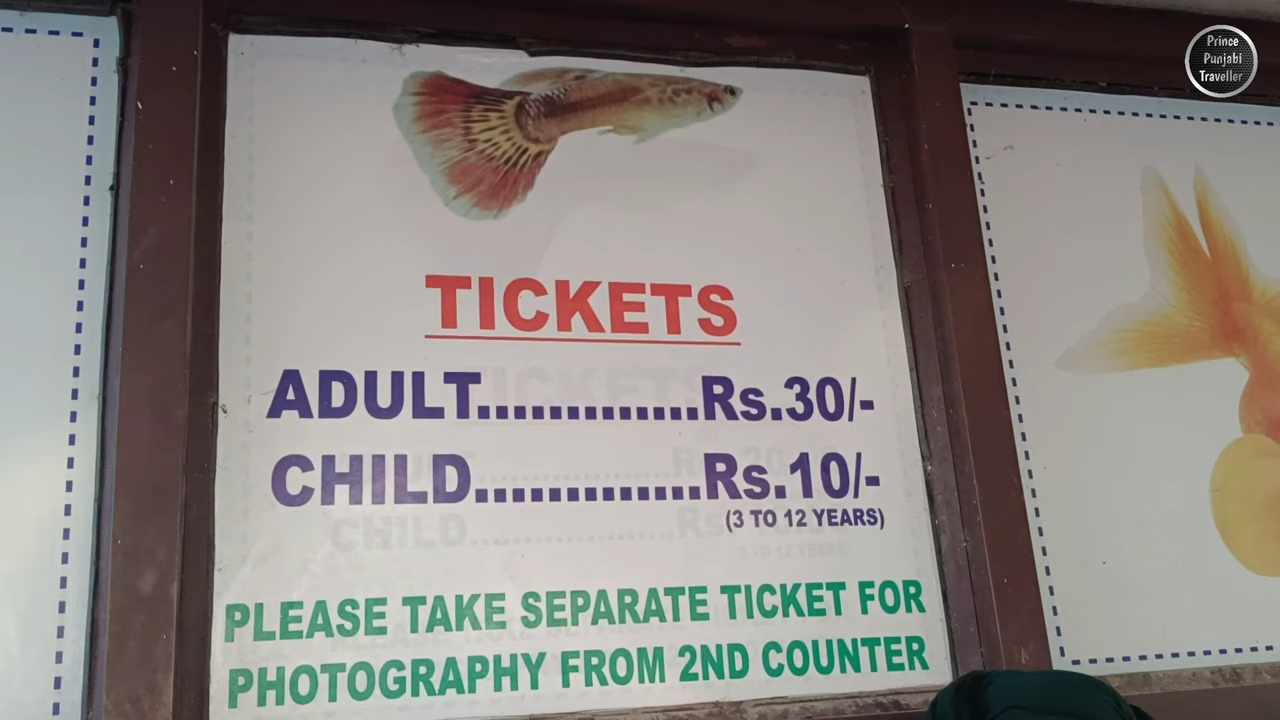 Prince
Punjabi
Traveller
TICKETS
ADULT.............Rs.30/-
CHILD.............Rs.10/-
(3 TO 12 YEARS)
PLEASE TAKE SEPARATE TICKET FOR
PHOTOGRAPHY FROM 2ND COUNTER